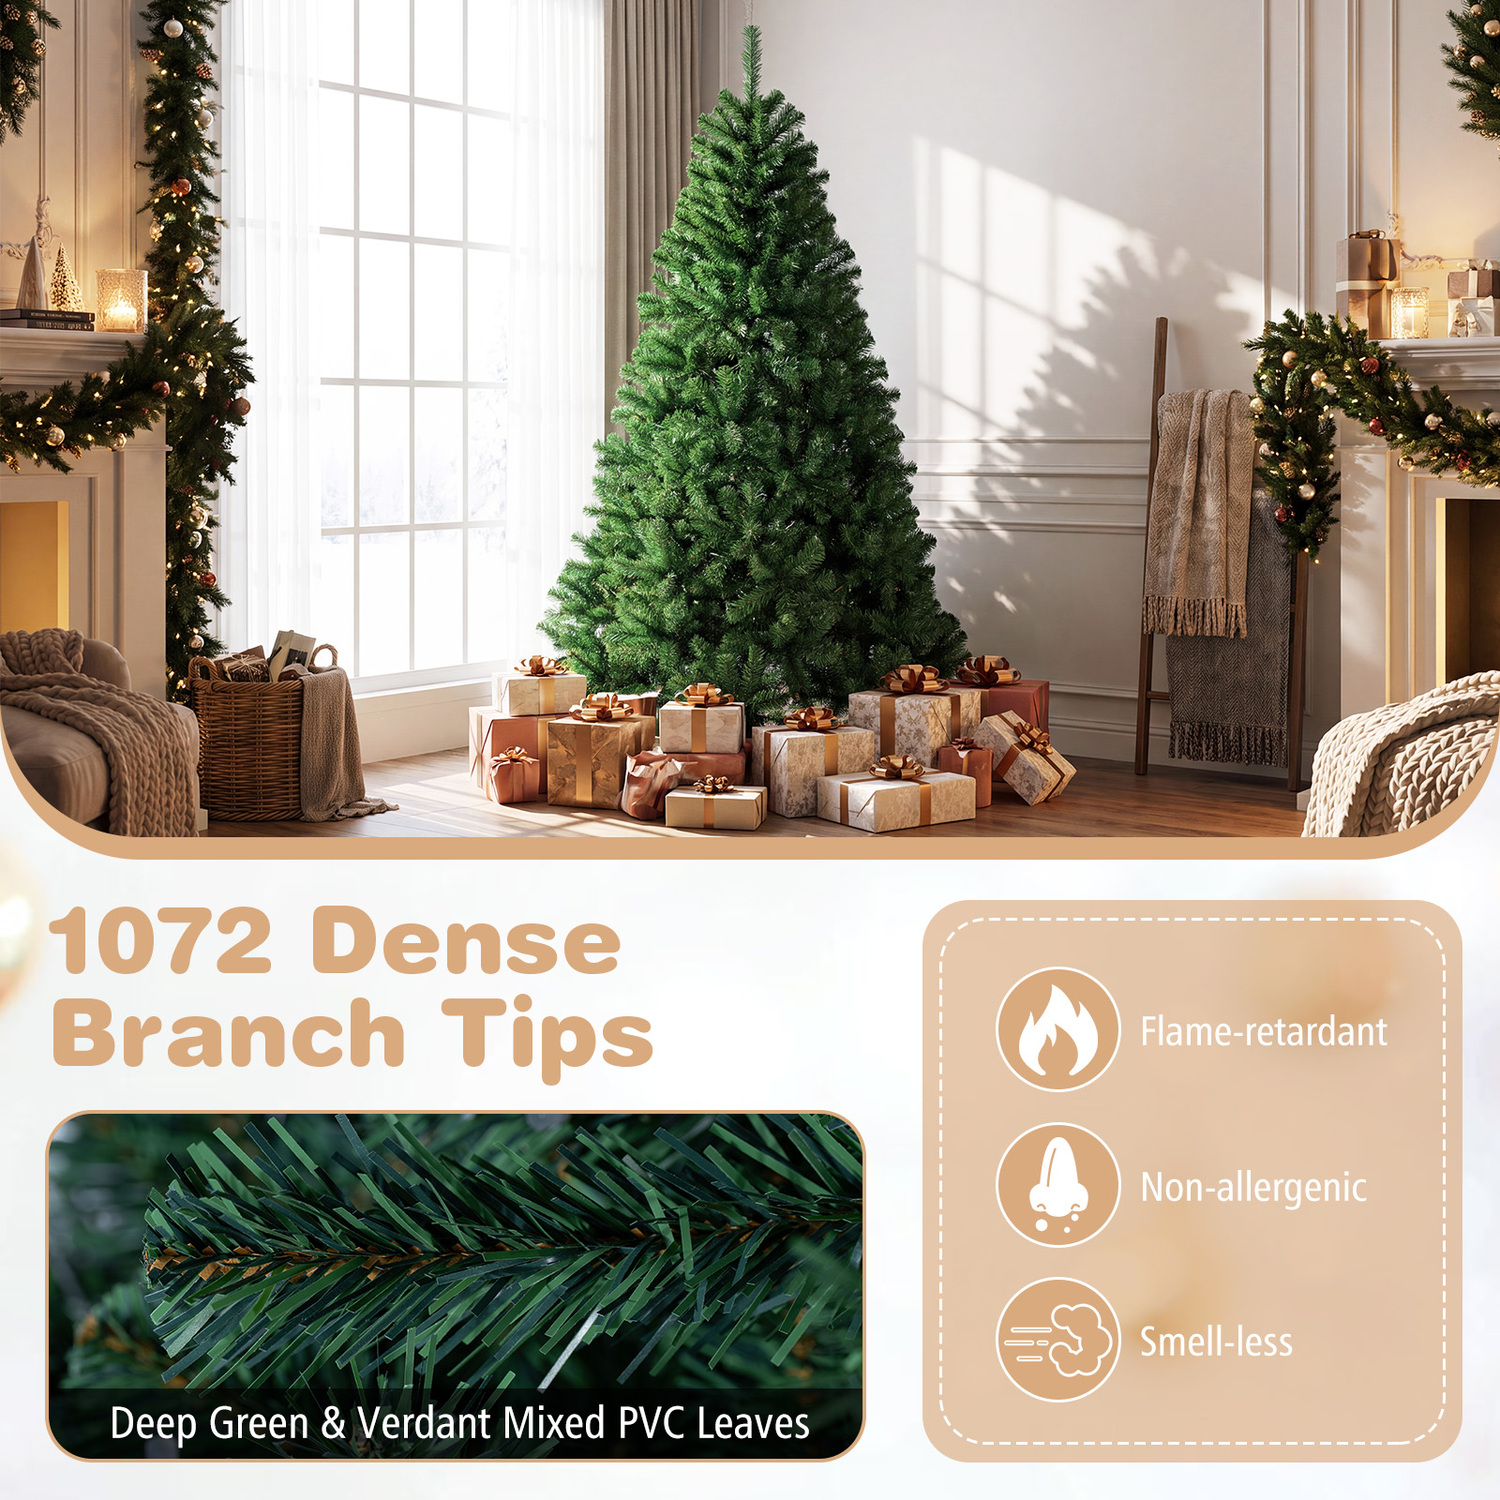 1072 Dense
Branch Tips
Deep Green & Verdant Mixed PVC Leaves
Flame-retardant
Non-allergenic
Smell-less